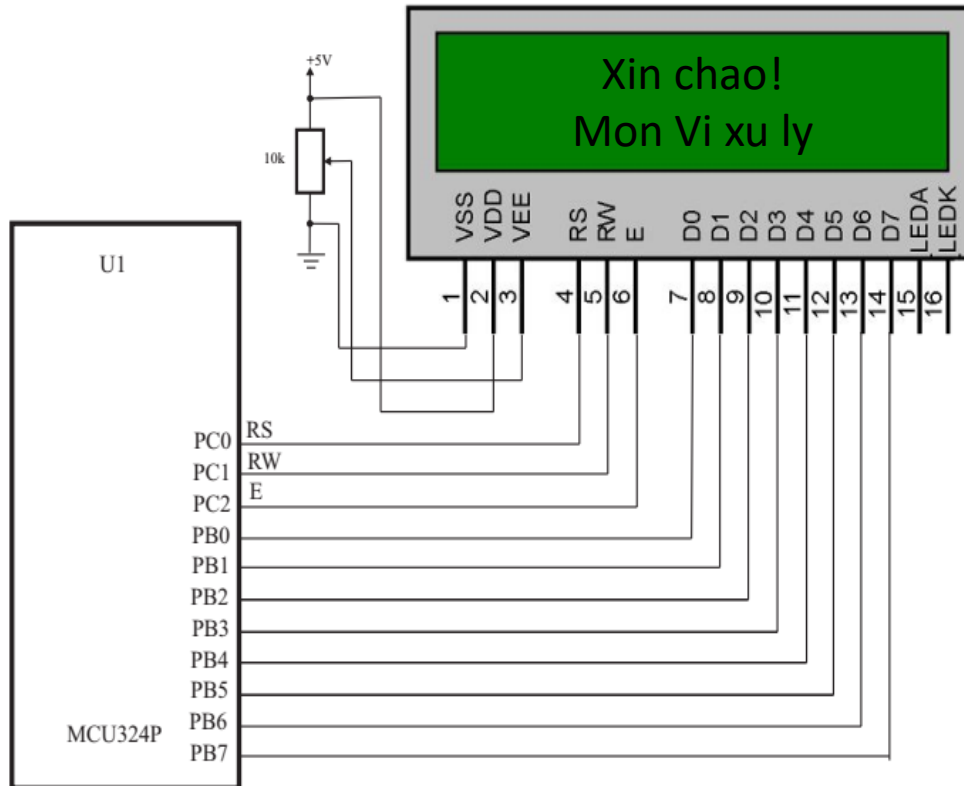 Xin chao!
Mon Vi xu ly
+5V
10k
VSS
VDD
VEE
RS
RW
E
D0
D1
D2
D3
D4
D5
D6
D7
LEDA
LEDK
1
2
3
4
5
6
7
8
9
10
11
12
13
14
15
16
U1
PC0 RS
PC1 RW
PC2 E
PB0
PB1
PB2
PB3
PB4
PB5
PB6
PB7
MCU324P